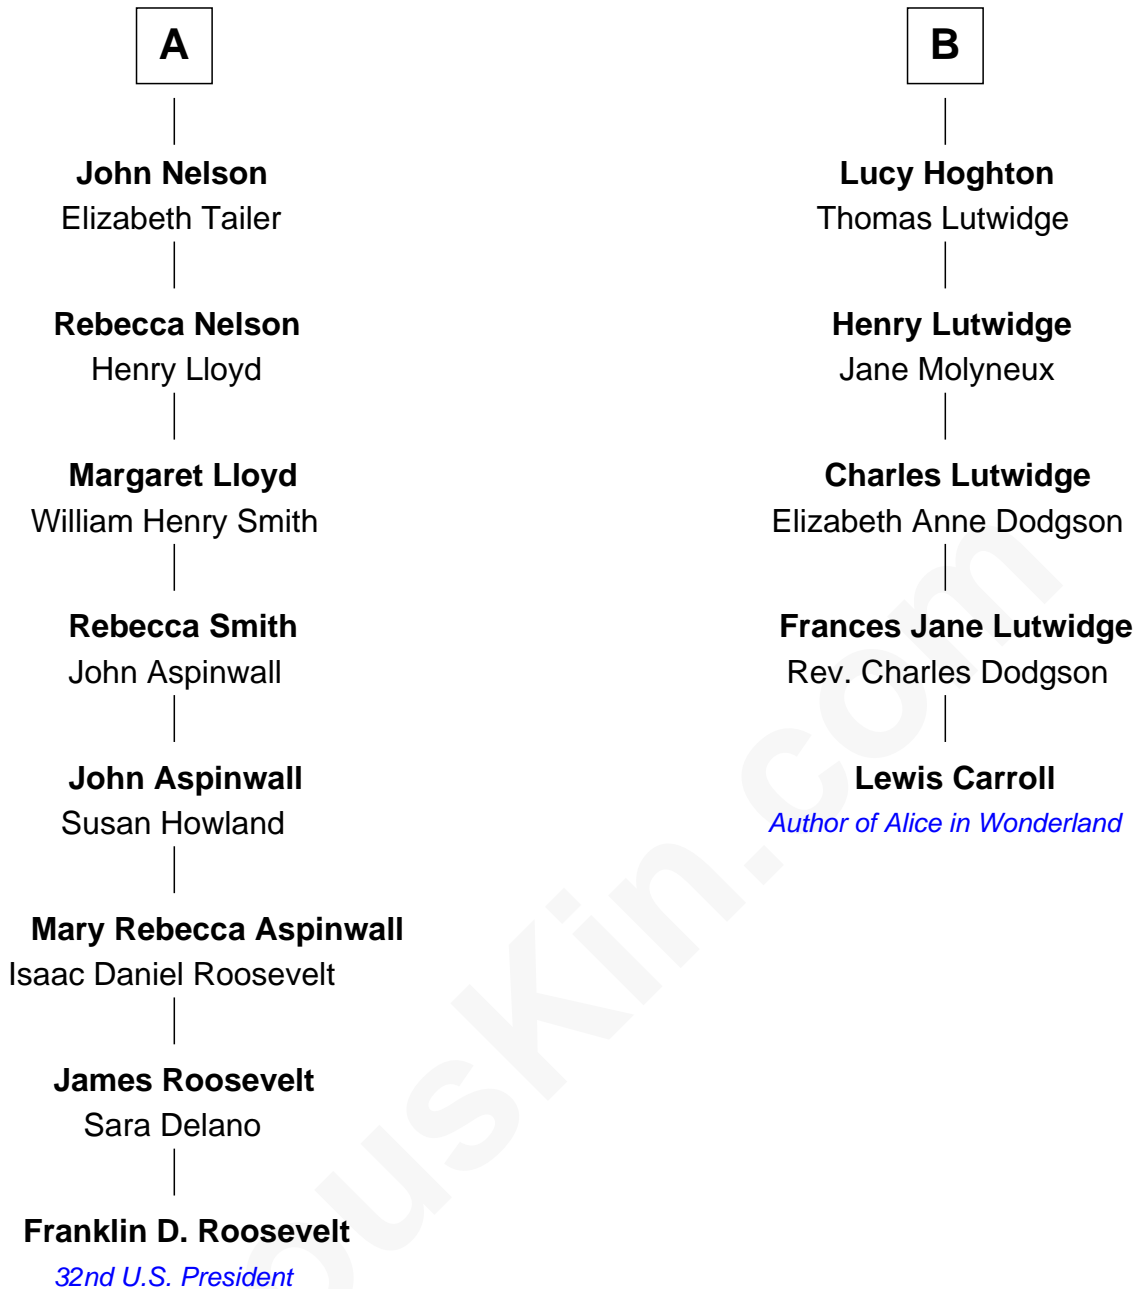 A
John Nelson
Elizabeth Tailer
Rebecca Nelson
Henry Lloyd
Margaret Lloyd
William Henry Smith
Rebecca Smith
John Aspinwall
John Aspinwall
Susan Howland
Mary Rebecca Aspinwall
Isaac Daniel Roosevelt
James Roosevelt
Sara Delano
Franklin D. Roosevelt
32nd U.S. President
B
Lucy Hoghton
Thomas Lutwidge
Henry Lutwidge
Jane Molyneux
Charles Lutwidge
Elizabeth Anne Dodgson
Frances Jane Lutwidge
Rev. Charles Dodgson
Lewis Carroll
Author of Alice in Wonderland
ousKin.com